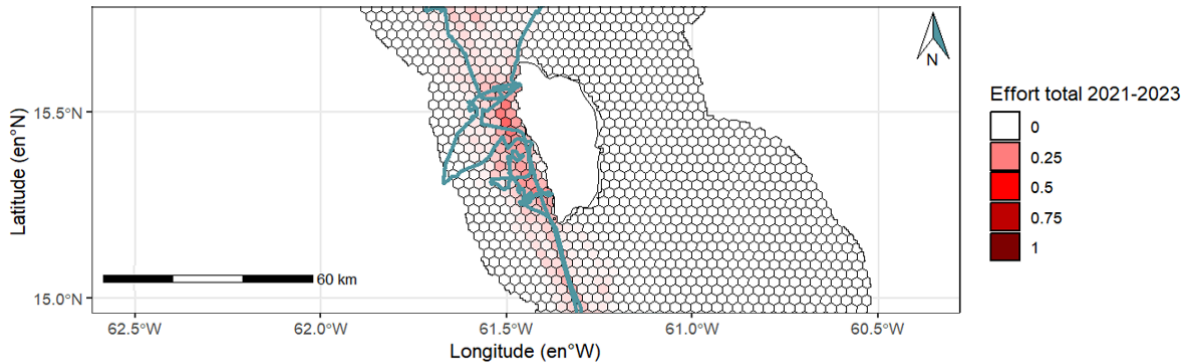 N
Effort total 2021-2023
0
0.25
0.5
0.75
1
Latitude (en°N)
15.5°N
15.0°N
60 km
62.5°W
62.0°W
61.5°W
61.0°W
60.5°W
Longitude (en°W)